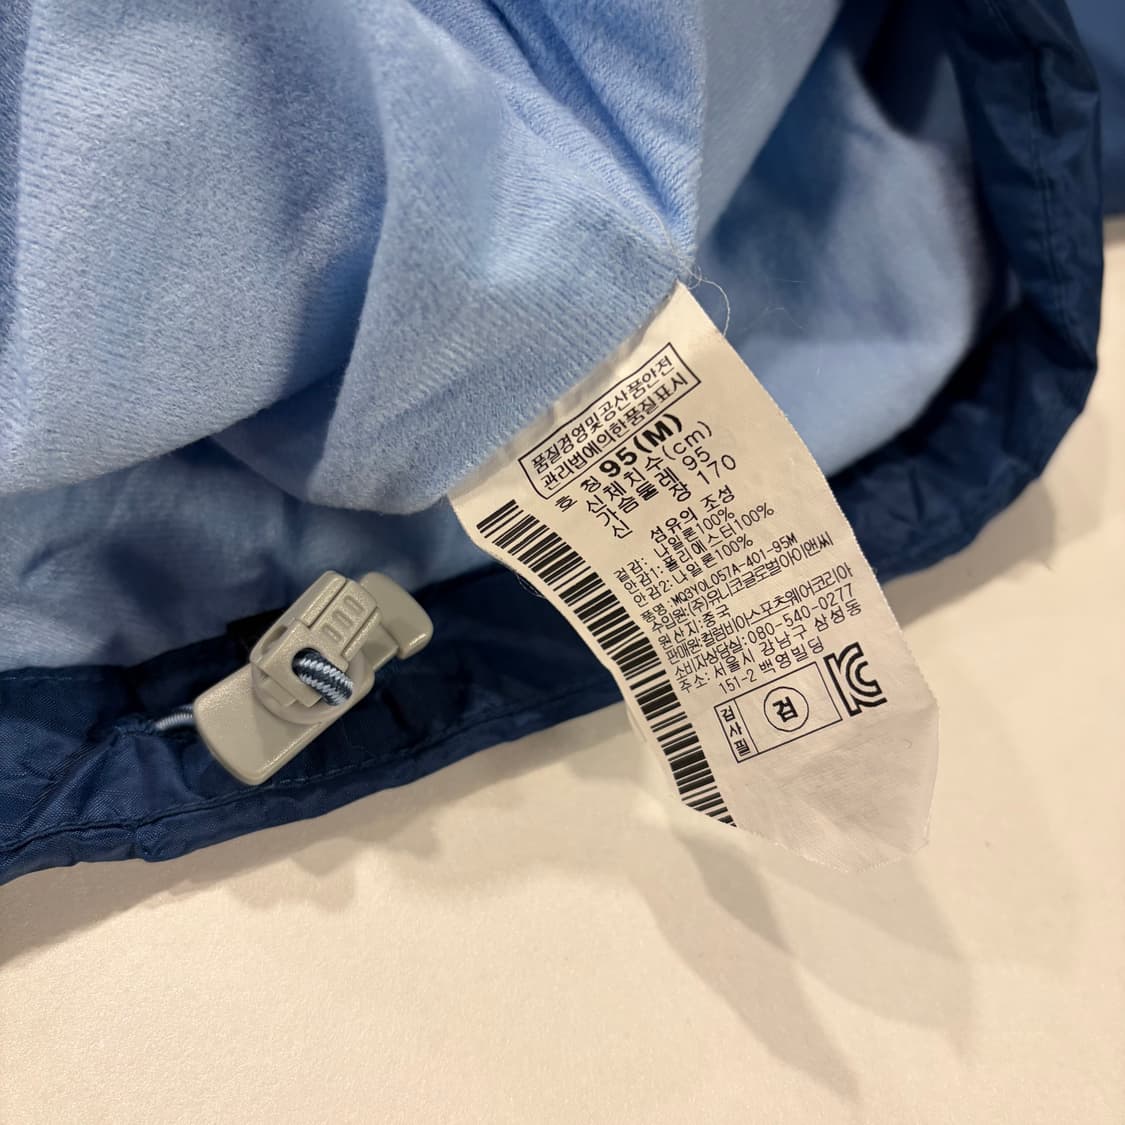 품질경영및공산품안전
관리법에의한품질표시
호 칭 95(M)
신체치수(cm)
가슴둘레 95
신 장 170
섬유의 조성
겉감: 나일론100%
안감1: 폴리에스터100%
안감2: 나일론100%
품명: MQ3YOL057A-401-95M
수입원: (주)유니코글로벌아이앤씨
원산지: 중국
판매원: 컬럼비아스포츠웨어코리아
소비자상담실: 080-540-0277
주소: 서울시 강남구 삼성동
151-2 백영빌딩
검사필
검